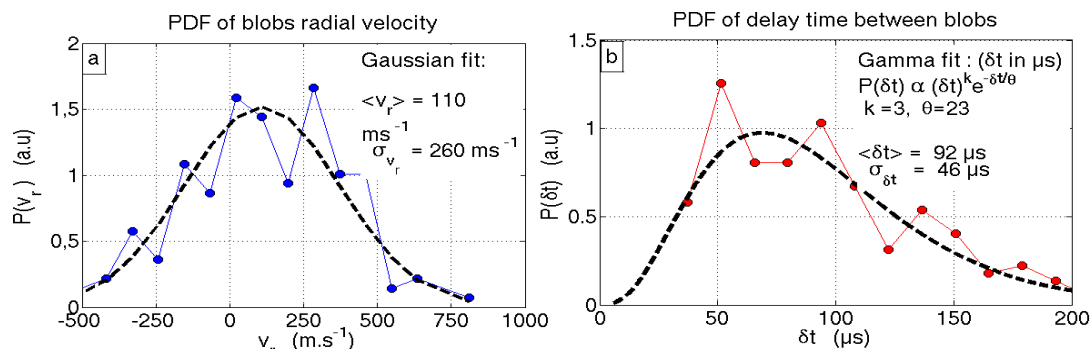 PDF of blobs radial velocity
a
Gaussian fit:
<v_r> = 110
ms⁻¹
σ_v_r = 260 ms⁻¹
P(v_r) (a.u)
2
1,5
1
0,5
0
-500
-250
0
250
500
750
1000
v_r (m.s⁻¹)
PDF of delay time between blobs
b
Gamma fit : (δt in µs)
P(δt) α (δt)ᵏe^-δt/θ
k =3, θ=23
<δt> = 92 µs
σ_δt = 46 µs
P(δt) (a.u)
1.5
1
0.5
0
0
50
100
150
200
δt (µs)